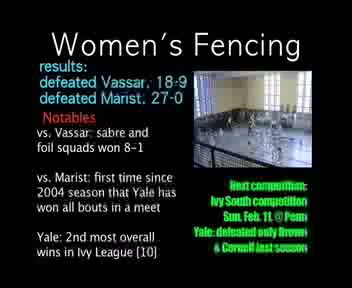 Women's Fencing
results:
defeated Vassar, 18-9
defeated Marist, 27-0
Notables
vs. Vassar: sabre and
foil squads won 8-1
vs. Marist: first time since
2004 season that Yale has
won all bouts in a meet
Yale: 2nd most overall
wins in Ivy League [10]
Next competition:
Ivy South competition
Sun, Feb. 11, @ Penn
Yale: defeated only Brown
& Cornell last season